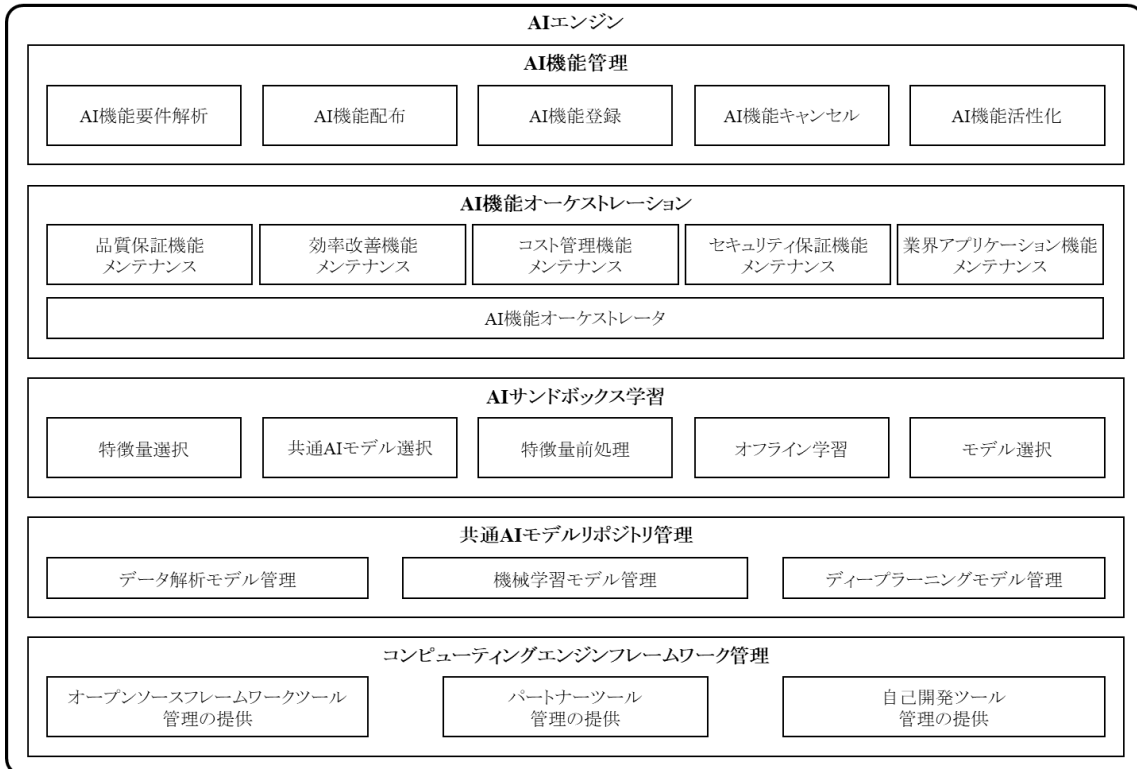 AIエンジン
AI機能管理
AI機能要件解析
AI機能配布
AI機能登録
AI機能キャンセル
AI機能活性化
AI機能オーケストレーション
品質保証機能
メンテナンス
効率改善機能
メンテナンス
コスト管理機能
メンテナンス
セキュリティ保証機能
メンテナンス
業界アプリケーション機能
メンテナンス
AI機能オーケストレータ
AIサンドボックス学習
特徴量選択
共通AIモデル選択
特徴量前処理
オフライン学習
モデル選択
共通AIモデルリポジトリ管理
データ解析モデル管理
機械学習モデル管理
ディープラーニングモデル管理
コンピューティングエンジンフレームワーク管理
オープンソースフレームワークツール
管理の提供
パートナーツール
管理の提供
自己開発ツール
管理の提供